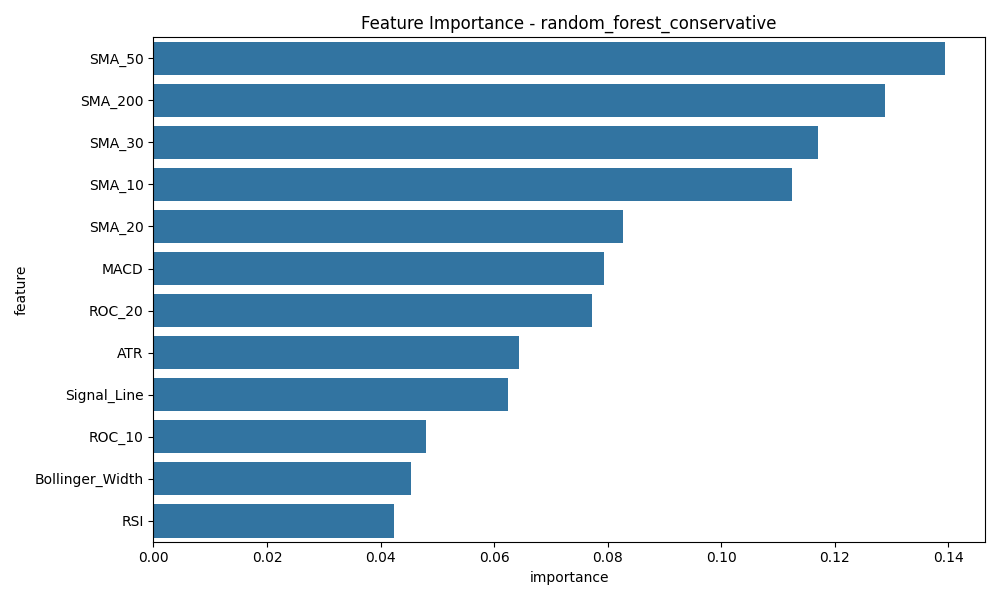 Feature Importance - random_forest_conservative
feature
SMA_50
SMA_200
SMA_30
SMA_10
SMA_20
MACD
ROC_20
ATR
Signal_Line
ROC_10
Bollinger_Width
RSI
0.00 0.02 0.04 0.06 0.08 0.10 0.12 0.14
importance